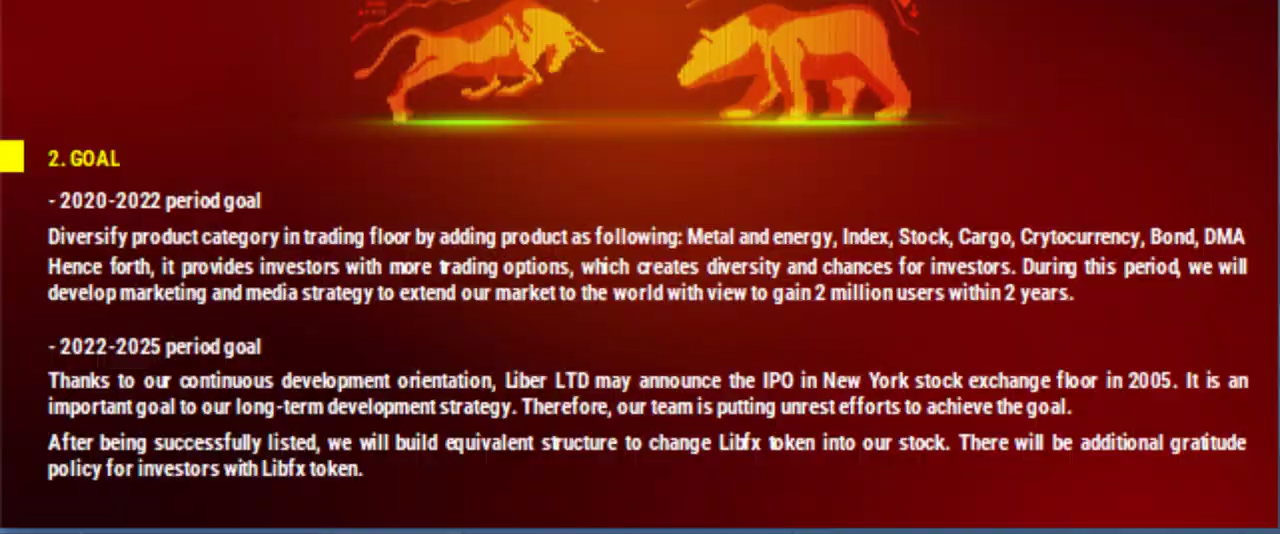 2. GOAL
- 2020-2022 period goal
Diversify product category in trading floor by adding product as following: Metal and energy, Index, Stock, Cargo, Crytocurrency, Bond, DMA
Hence forth, it provides investors with more trading options, which creates diversity and chances for investors. During this period, we will
develop marketing and media strategy to extend our market to the world with view to gain 2 million users within 2 years.
- 2022-2025 period goal
Thanks to our continuous development orientation, Liber LTD may announce the IPO in New York stock exchange floor in 2005. It is an
important goal to our long-term development strategy. Therefore, our team is putting unrest efforts to achieve the goal.
After being successfully listed, we will build equivalent structure to change Libfx token into our stock. There will be additional gratitude
policy for investors with Libfx token.